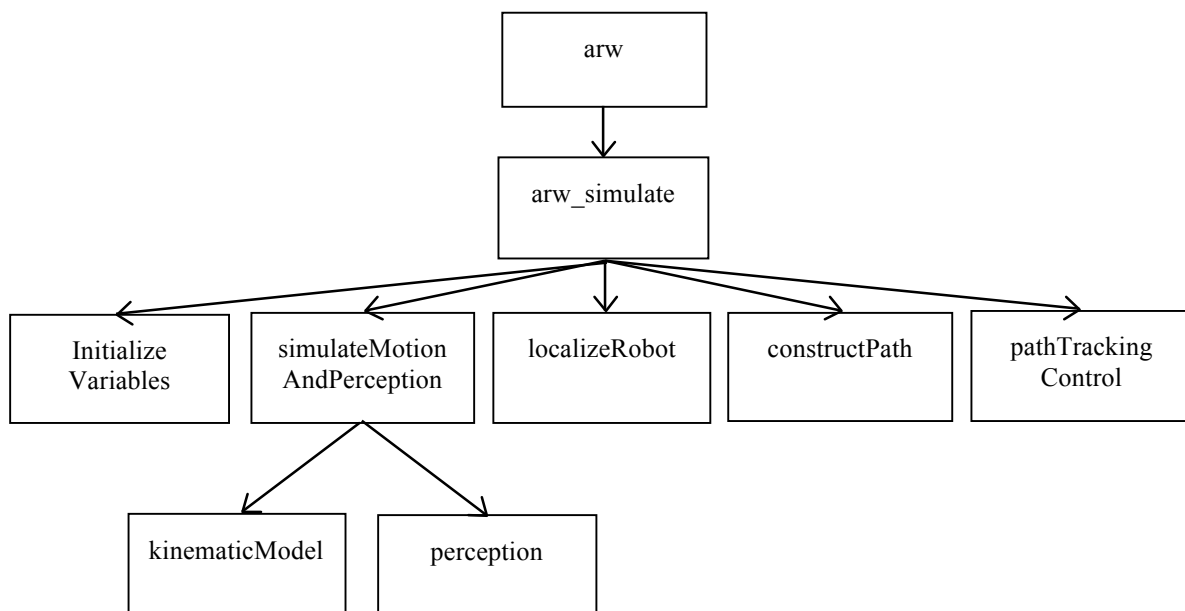 arw
arw_simulate
Initialize
Variables
simulateMotion
AndPerception
localizeRobot
constructPath
pathTracking
Control
kinematicModel
perception